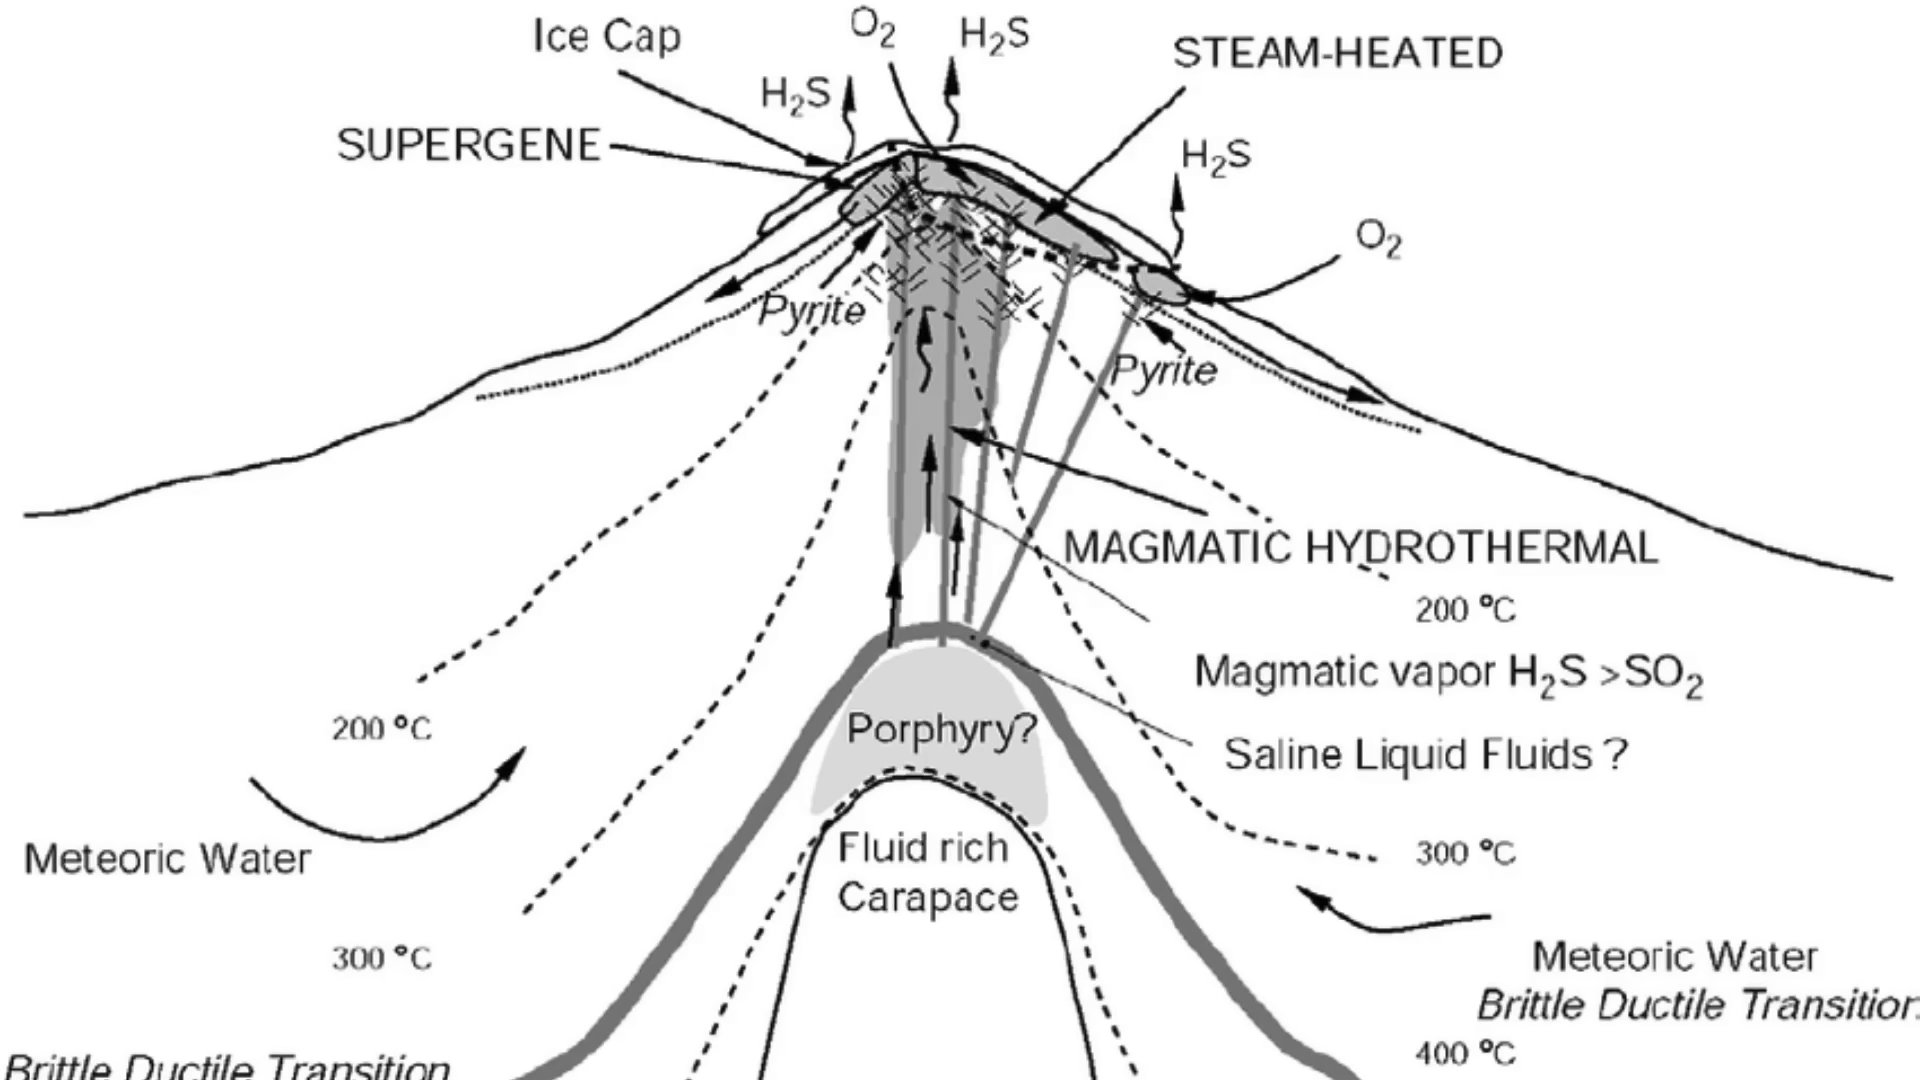 Ice Cap
O2
H2S
STEAM-HEATED
H2S
SUPERGENE
H2S
O2
Pyrite
Pyrite
MAGMATIC HYDROTHERMAL
200 °C
Magmatic vapor H2S >SO2
200 °C
Porphyry?
Saline Liquid Fluids ?
Meteoric Water
Fluid rich
Carapace
300 °C
300 °C
Meteoric Water
Brittle Ductile Transition
400 °C
Brittle Ductile Transition